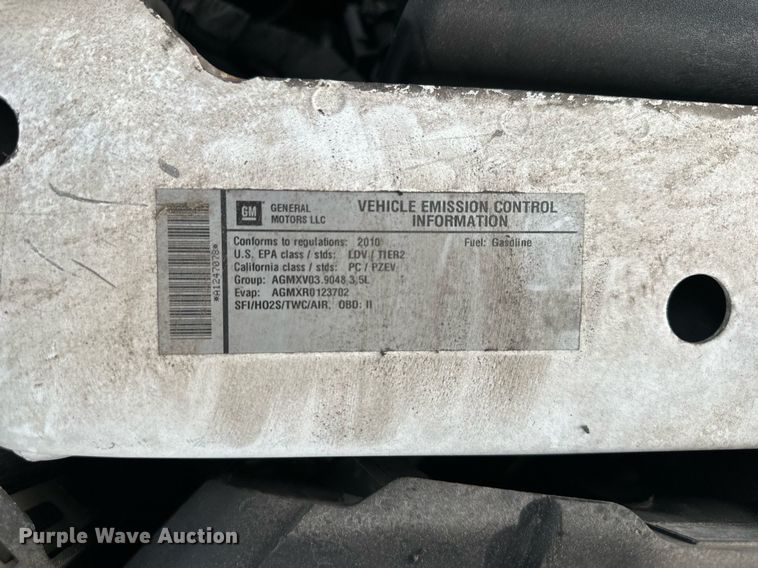 *A1247078*
GM
GENERAL
MOTORS LLC
VEHICLE EMISSION CONTROL
INFORMATION
Conforms to regulations: 2010 Fuel: Gasoline
U.S. EPA class / stds: LDV / TIER2
California class / stds: PC / PZEV
Group: AGMXV03.9048 3.5L
Evap: AGMXR0123702
SFI/HO2S/TWC/AIR, OBD: II
Purple Wave Auction®